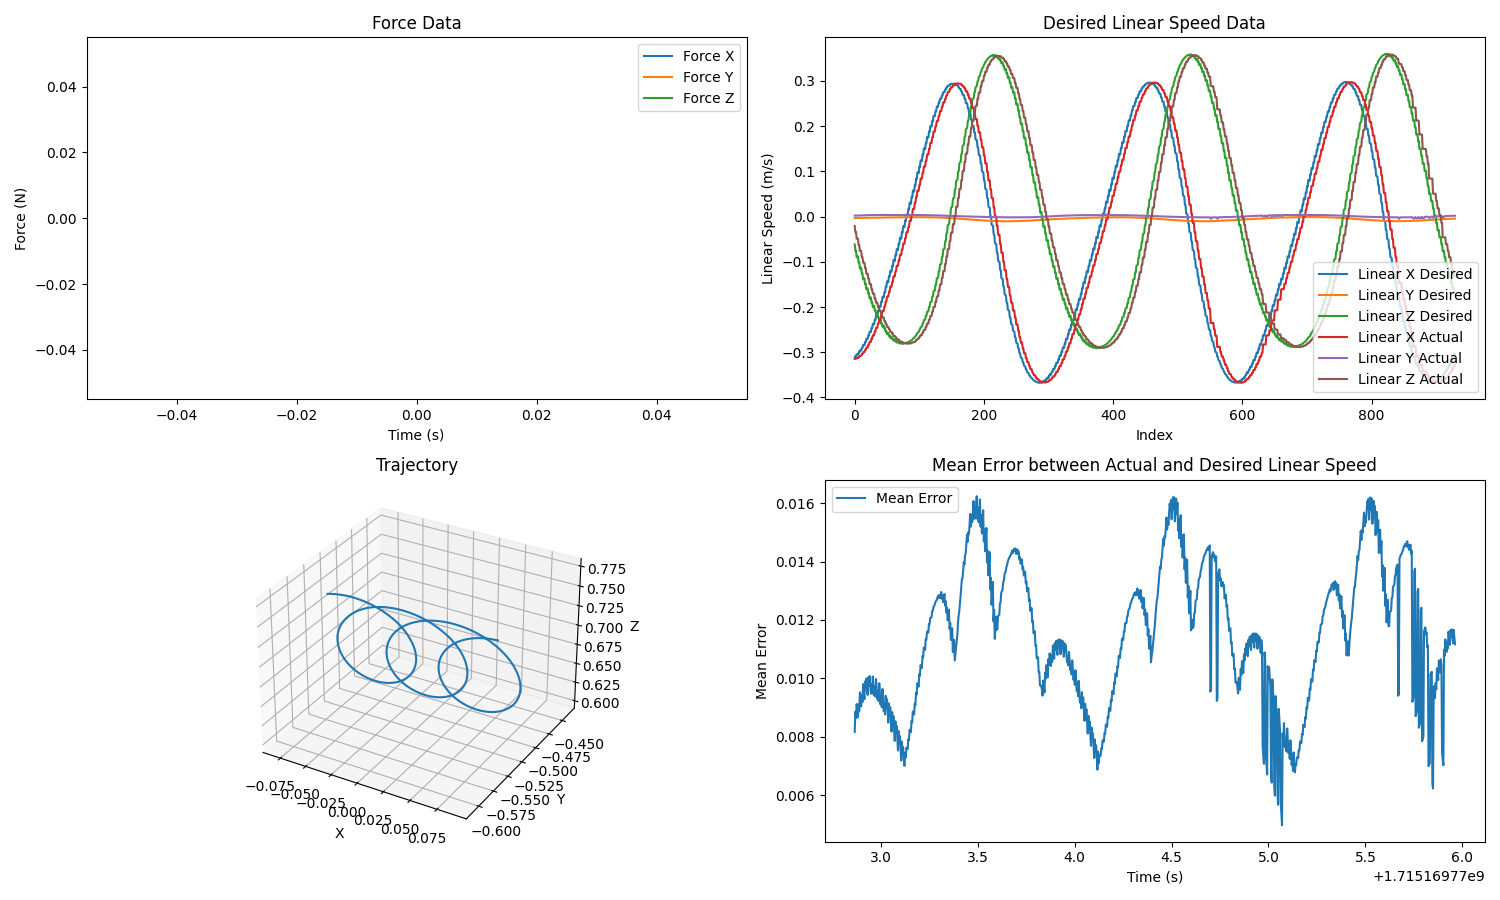 Force Data
Force (N)
0.04
0.02
0.00
−0.02
−0.04
Force X
Force Y
Force Z
−0.04
−0.02
0.00
0.02
0.04
Time (s)
Desired Linear Speed Data
Linear Speed (m/s)
0.3
0.2
0.1
0.0
−0.1
−0.2
−0.3
−0.4
Linear X Desired
Linear Y Desired
Linear Z Desired
Linear X Actual
Linear Y Actual
Linear Z Actual
0
200
400
600
800
Index
Trajectory
0.775
0.750
0.725
0.700
0.675
0.650
0.625
0.600
Z
−0.450
−0.475
−0.500
−0.525
−0.550
−0.575
−0.600
Y
−0.075
−0.050
−0.025
0.000
0.025
0.050
0.075
X
Mean Error between Actual and Desired Linear Speed
Mean Error
0.016
0.014
0.012
0.010
0.008
0.006
Mean Error
3.0
3.5
4.0
4.5
5.0
5.5
6.0
Time (s)
+1.71516977e9